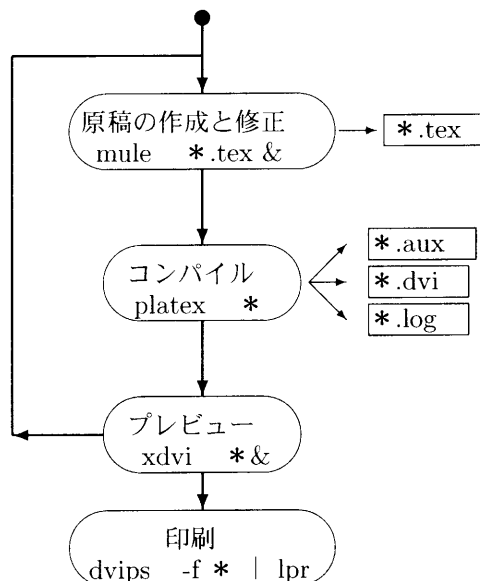 原稿の作成と修正
mule *.tex &
*.tex
コンパイル
platex *
*.aux
*.dvi
*.log
プレビュー
xdvi *&
印刷
dvips -f * | lpr